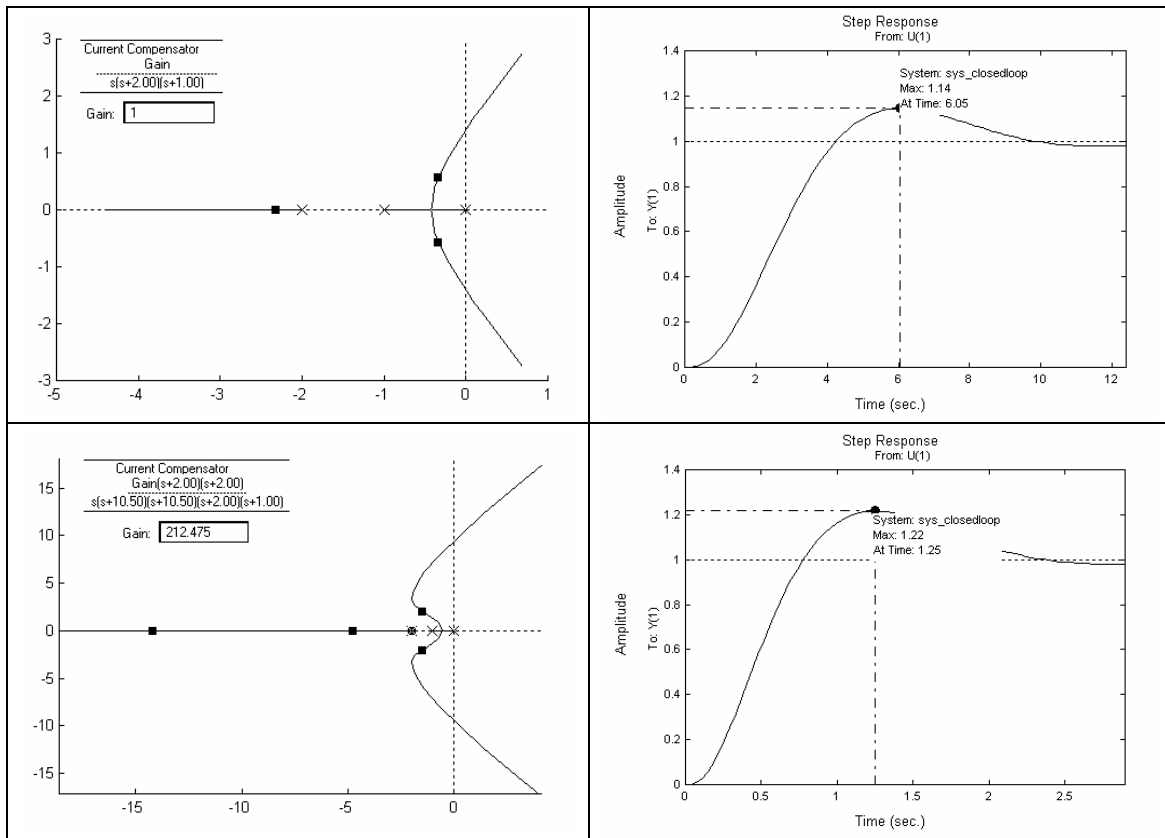 Current Compensator
Gain
s(s+2.00)(s+1.00)
Gain: 1
3
2
1
0
-1
-2
-3
-5 -4 -3 -2 -1 0 1
Step Response
From: U(1)
System: sys_closedloop
Max: 1.14
At Time: 6.05
1.4
1.2
1
0.8
0.6
0.4
0.2
0
Amplitude
To: Y(1)
0 2 4 6 8 10 12
Time (sec.)
Current Compensator
Gain(s+2.00)(s+2.00)
s(s+10.50)(s+10.50)(s+2.00)(s+1.00)
Gain: 212.475
15
10
5
0
-5
-10
-15
-15 -10 -5 0
Step Response
From: U(1)
System: sys_closedloop
Max: 1.22
At Time: 1.25
1.4
1.2
1
0.8
0.6
0.4
0.2
0
Amplitude
To: Y(1)
0 0.5 1 1.5 2 2.5
Time (sec.)